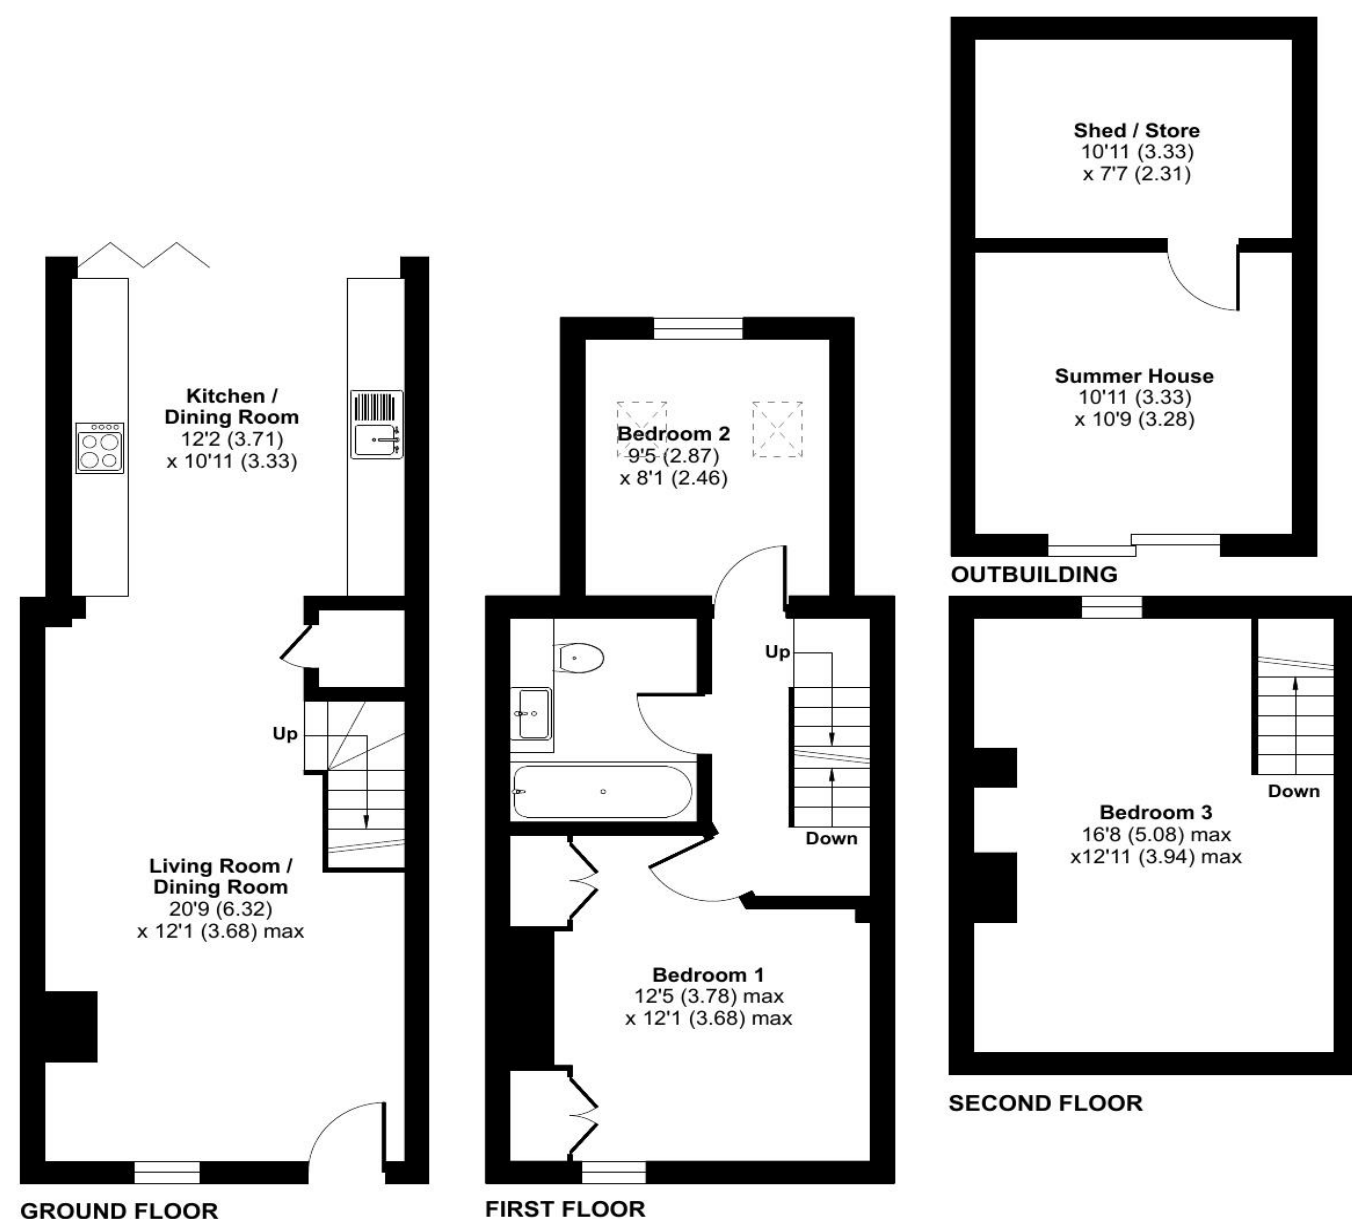 Kitchen /
Dining Room
12'2 (3.71)
x 10'11 (3.33)
Up
Living Room /
Dining Room
20'9 (6.32)
x 12'1 (3.68) max
GROUND FLOOR
Bedroom 2
9'5 (2.87)
x 8'1 (2.46)
Up
Down
Bedroom 1
12'5 (3.78) max
x 12'1 (3.68) max
FIRST FLOOR
Shed / Store
10'11 (3.33)
x 7'7 (2.31)
Summer House
10'11 (3.33)
x 10'9 (3.28)
OUTBUILDING
Down
Bedroom 3
16'8 (5.08) max
x12'11 (3.94) max
SECOND FLOOR